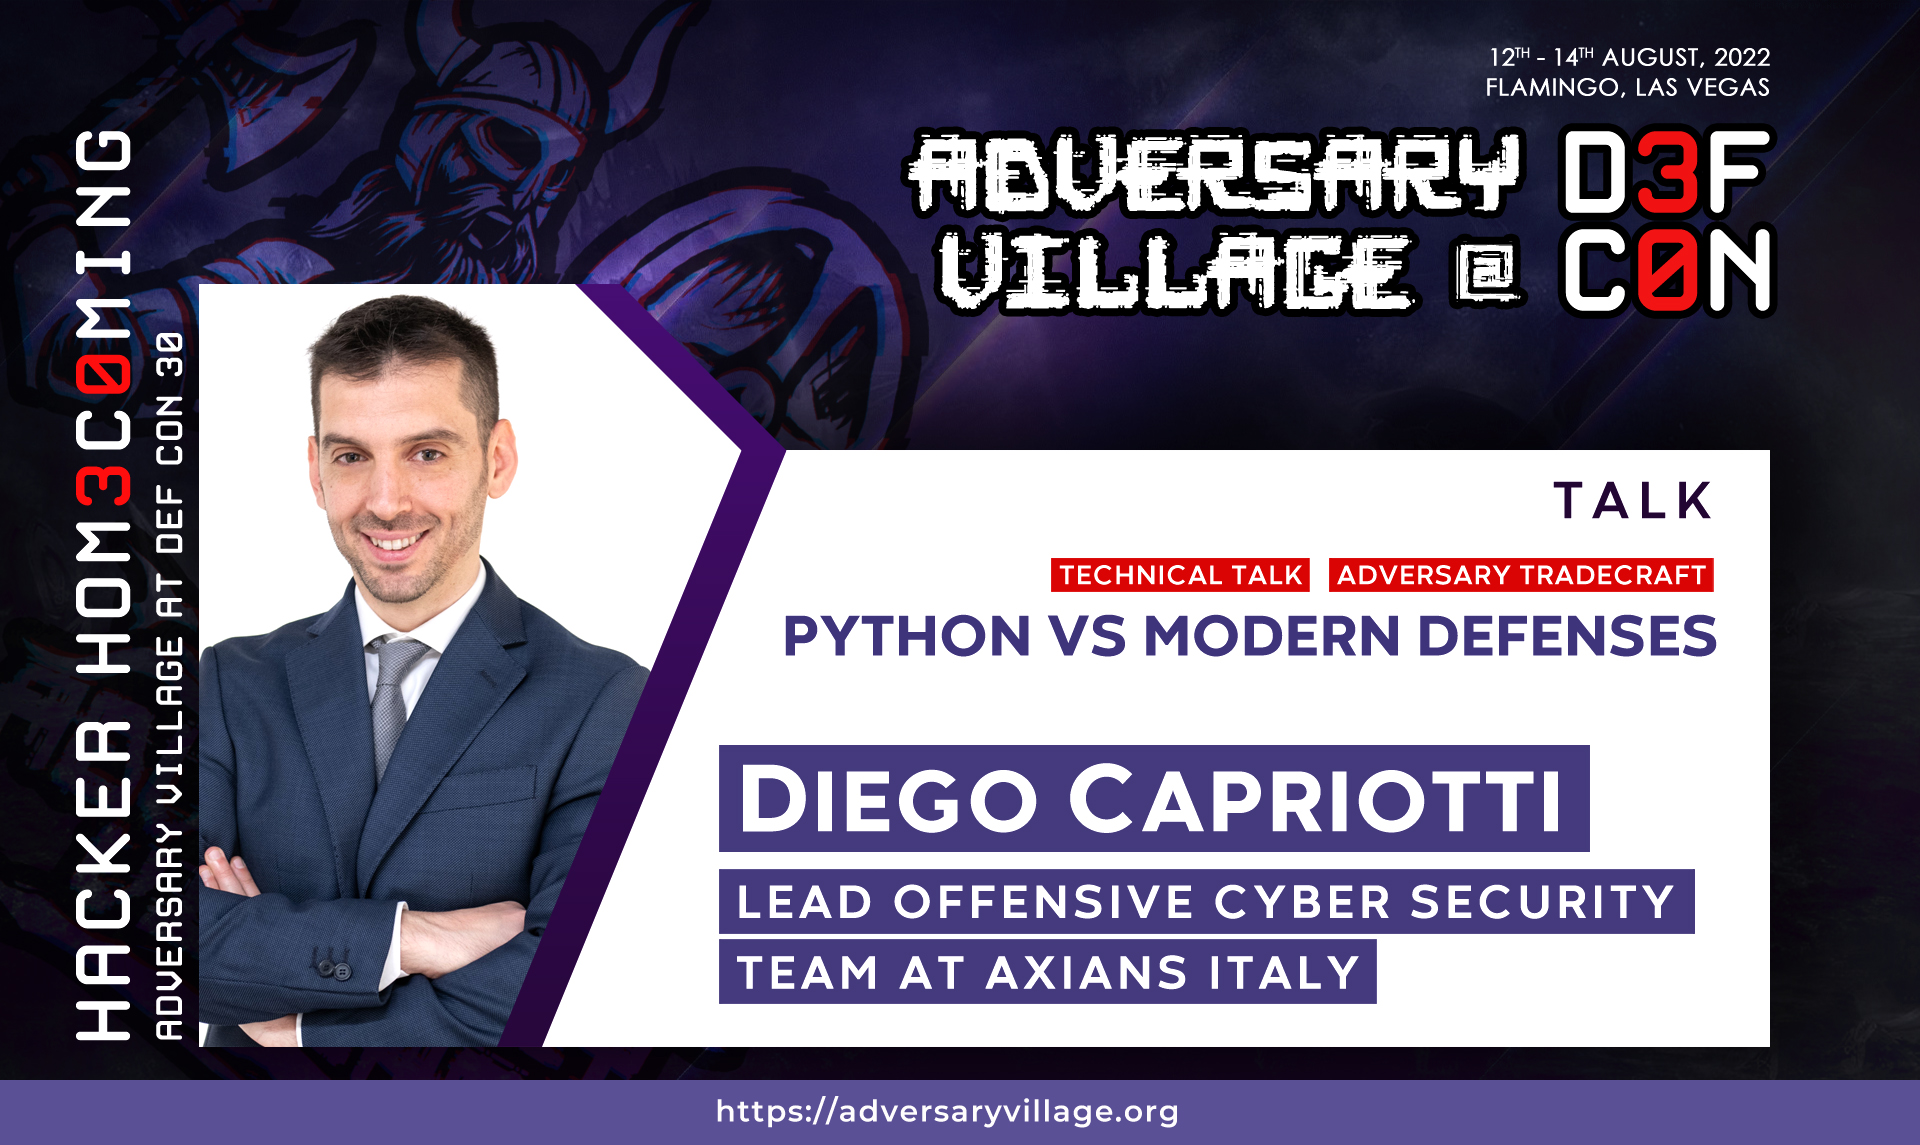 12TH - 14TH AUGUST, 2022
FLAMINGO, LAS VEGAS
ADVERSARY D3F
VILLAGE @ C0N
HACKER HOM3C0MING
ADVERSARY VILLAGE AT DEF CON 30
TALK
TECHNICAL TALK ADVERSARY TRADECRAFT
PYTHON VS MODERN DEFENSES
DIEGO CAPRIOTTI
LEAD OFFENSIVE CYBER SECURITY
TEAM AT AXIANS ITALY
https://adversaryvillage.org